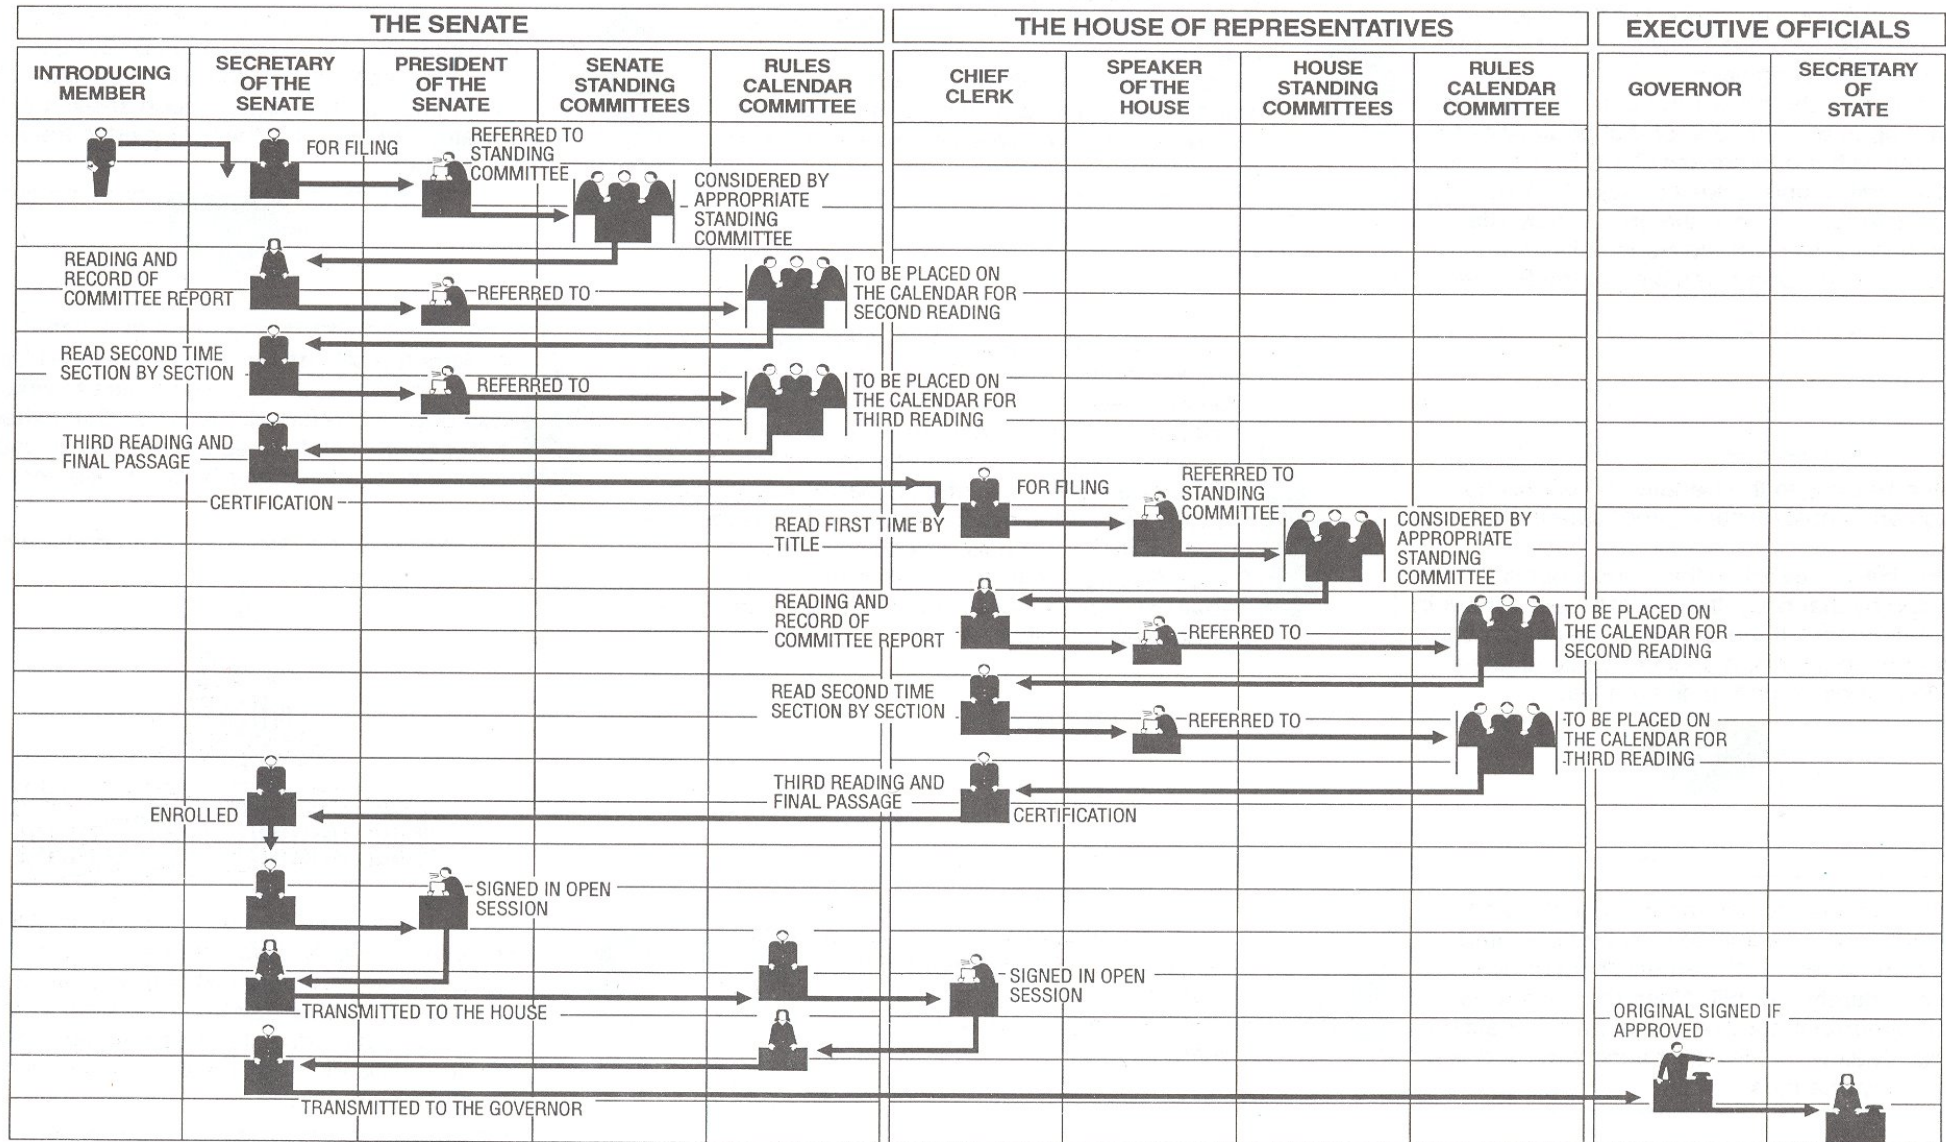 THE SENATE
THE HOUSE OF REPRESENTATIVES
EXECUTIVE OFFICIALS
INTRODUCING
MEMBER
SECRETARY
OF THE
SENATE
PRESIDENT
OF THE
SENATE
SENATE
STANDING
COMMITTEES
RULES
CALENDAR
COMMITTEE
CHIEF
CLERK
SPEAKER
OF THE
HOUSE
HOUSE
STANDING
COMMITTEES
RULES
CALENDAR
COMMITTEE
GOVERNOR
SECRETARY
OF
STATE
FOR FILING
REFERRED TO
STANDING
COMMITTEE
CONSIDERED BY
APPROPRIATE
STANDING
COMMITTEE
READING AND
RECORD OF
COMMITTEE REPORT
REFERRED TO
TO BE PLACED ON
THE CALENDAR FOR
SECOND READING
READ SECOND TIME
SECTION BY SECTION
REFERRED TO
TO BE PLACED ON
THE CALENDAR FOR
THIRD READING
THIRD READING AND
FINAL PASSAGE
CERTIFICATION
READ FIRST TIME BY
TITLE
FOR FILING
REFERRED TO
STANDING
COMMITTEE
CONSIDERED BY
APPROPRIATE
STANDING
COMMITTEE
READING AND
RECORD OF
COMMITTEE REPORT
REFERRED TO
TO BE PLACED ON
THE CALENDAR FOR
SECOND READING
READ SECOND TIME
SECTION BY SECTION
REFERRED TO
TO BE PLACED ON
THE CALENDAR FOR
THIRD READING
THIRD READING AND
FINAL PASSAGE
CERTIFICATION
ENROLLED
SIGNED IN OPEN
SESSION
TRANSMITTED TO THE HOUSE
SIGNED IN OPEN
SESSION
TRANSMITTED TO THE GOVERNOR
ORIGINAL SIGNED IF
APPROVED